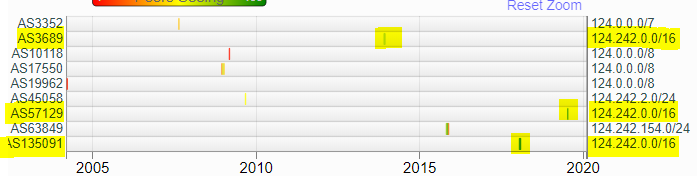 Reset Zoom
AS3352 124.0.0.0/7
AS3689 124.242.0.0/16
AS10118 124.0.0.0/8
AS17550 124.0.0.0/8
AS19962 124.0.0.0/8
AS45058 124.242.2.0/24
AS57129 124.242.0.0/16
AS63849 124.242.154.0/24
AS135091 124.242.0.0/16
2005 2010 2015 2020